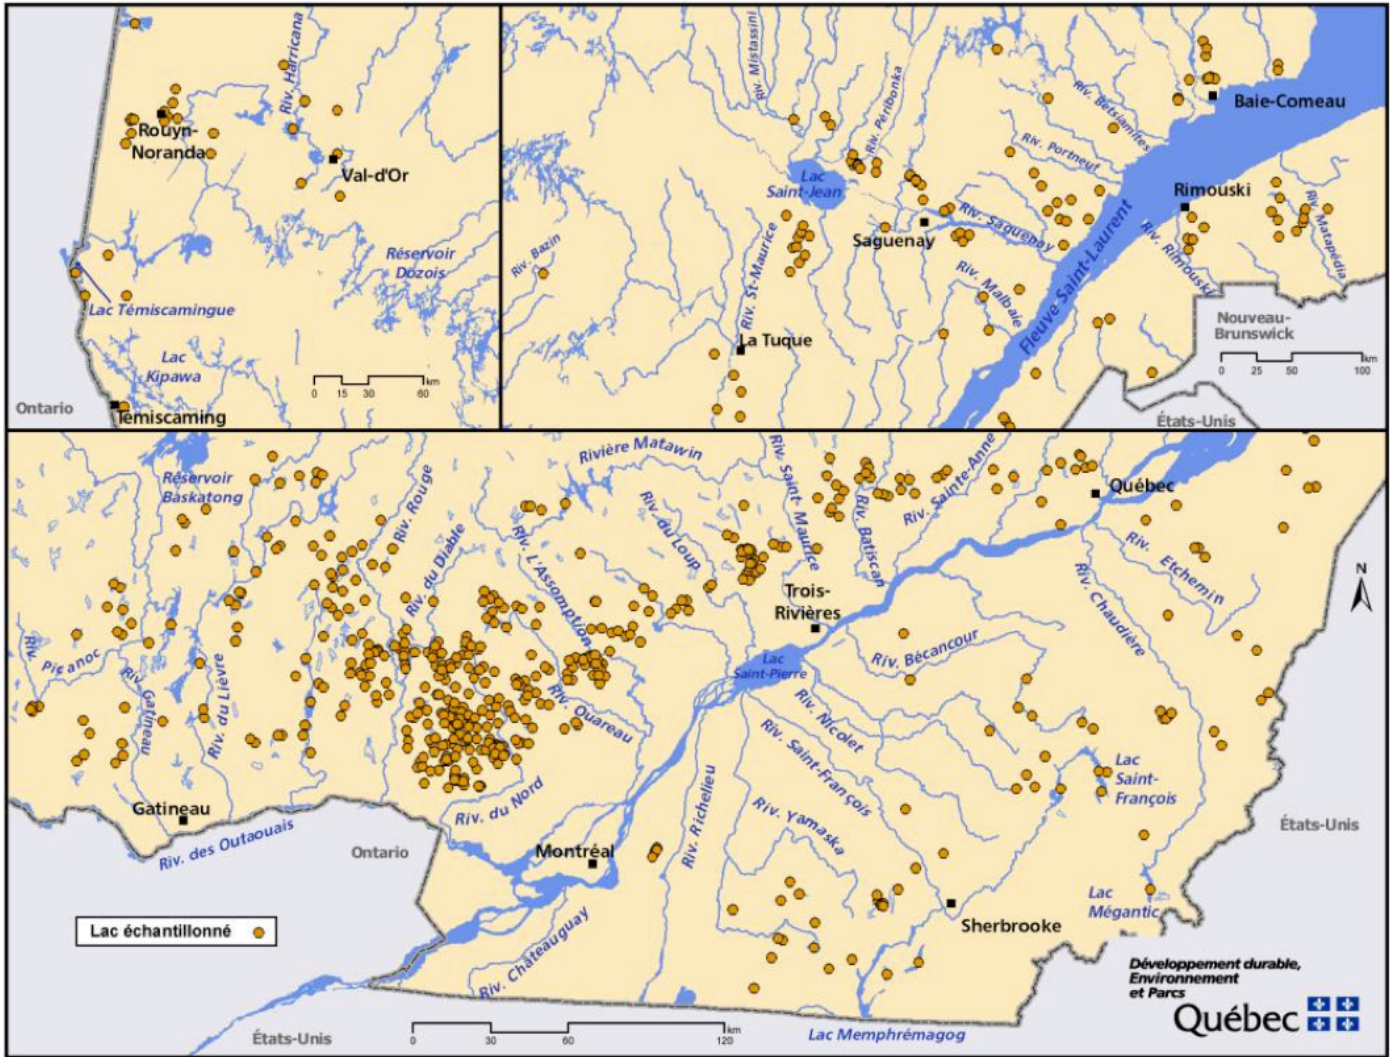 Riv. Harricana
Rouyn-
Noranda
Val-d'Or
Réservoir
Dozois
Lac Témiscamingue
Lac
Kipawa
0 15 30 60 km
Ontario
Témiscaming
Riv. Mistassini
Riv. Péribonka
Riv. Betsiamites
Baie-Comeau
Riv. Portneuf
Lac
Saint-Jean
Rimouski
Riv. Saguenay
Saguenay
Riv. Matapédia
Riv. Bazin
Riv. St-Maurice
Riv. Rimouski
Riv. Malbaie
Fleuve Saint-Laurent
Nouveau-
Brunswick
La Tuque
0 25 50 100 km
États-Unis
Réservoir
Baskatong
Riv. Rouge
Rivière Matawin
Riv. Saint-Maurice
Riv. Sainte-Anne
Québec
Riv. du Diable
Riv. L'Assomption
Riv. du Loup
Riv. Batiscan
Riv. Etchemin
N
Trois-
Rivières
Riv. Chaudière
Riv. Picanoc
Riv. Gatineau
Riv. du Lièvre
Lac
Saint-Pierre
Riv. Bécancour
Riv. Ouareau
Riv. Nicolet
Riv. Saint-François
Lac
Saint-
François
Riv. du Nord
Riv. Richelieu
Riv. Yamaska
Gatineau
Riv. des Outaouais
Ontario
Montréal
États-Unis
Lac
Mégantic
Lac échantillonné
Sherbrooke
Riv. Châteauguay
Développement durable,
Environnement
et Parcs
Québec
États-Unis
0 30 60 120 km
Lac Memphrémagog